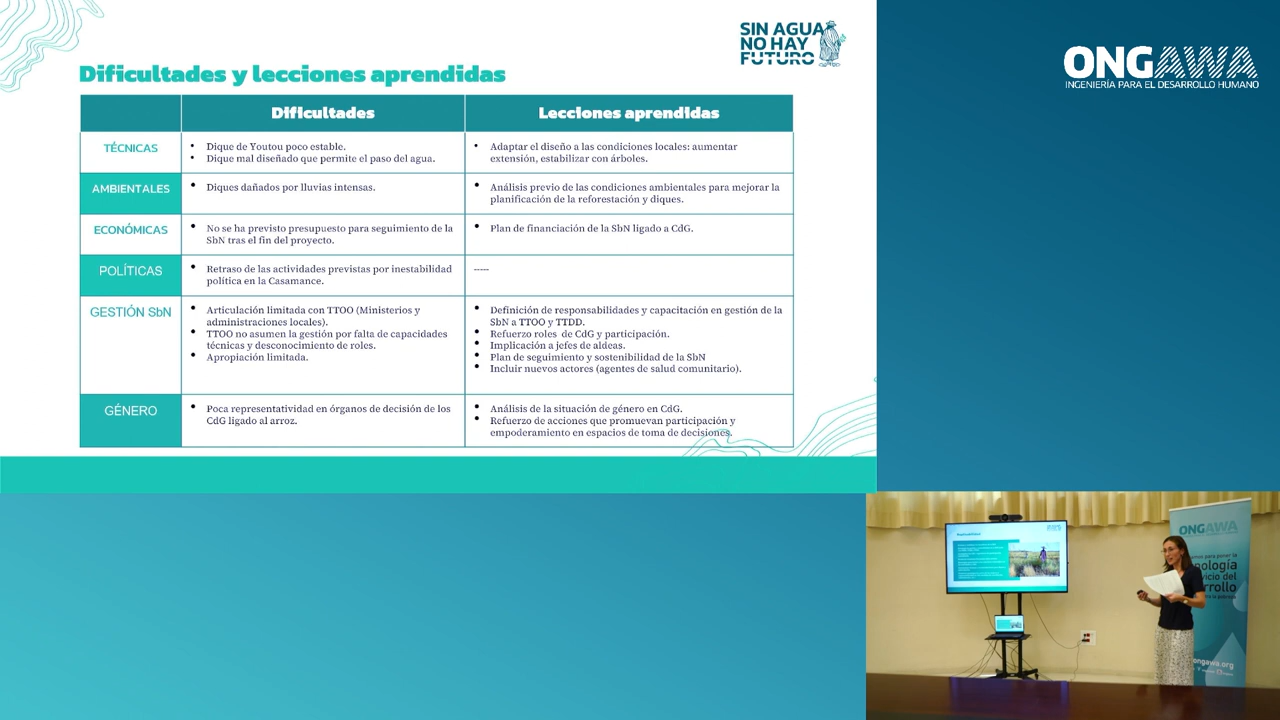 SIN AGUA
NO HAY
FUTURO
ONGAWA
INGENIERÍA PARA EL DESARROLLO HUMANO
Dificultades y lecciones aprendidas
Dificultades
Lecciones aprendidas
TÉCNICAS
• Dique de Youtou poco estable.
• Dique mal diseñado que permite el paso del agua.
• Adaptar el diseño a las condiciones locales: aumentar
extensión, estabilizar con árboles.
AMBIENTALES
• Diques dañados por lluvias intensas.
• Análisis previo de las condiciones ambientales para mejorar la
planificación de la reforestación y diques.
ECONÓMICAS
• No se ha previsto presupuesto para seguimiento de la
SbN tras el fin del proyecto.
• Plan de financiación de la SbN ligado a CdG.
POLÍTICAS
• Retraso de las actividades previstas por inestabilidad
política en la Casamance.
-----
GESTIÓN SbN
• Articulación limitada con TTOO (Ministerios y
administraciones locales).
• TTOO no asumen la gestión por falta de capacidades
técnicas y desconocimiento de roles.
• Apropiación limitada.
• Definición de responsabilidades y capacitación en gestión de la
SbN a TTOO y TTDD.
• Refuerzo roles de CdG y participación.
• Implicación a jefes de aldeas.
• Plan de seguimiento y sostenibilidad de la SbN
• Incluir nuevos actores (agentes de salud comunitario).
GÉNERO
• Poca representatividad en órganos de decisión de los
CdG ligado al arroz.
• Análisis de la situación de género en CdG.
• Refuerzo de acciones que promuevan participación y
empoderamiento en espacios de toma de decisiones.
ONGAWA
para poner la
ongawa.org